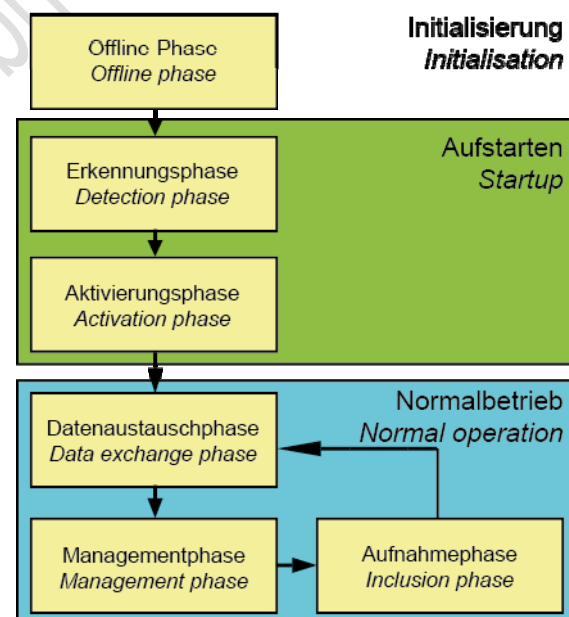 Initialisierung
Initialisation
Offline Phase
Offline phase
Aufstarten
Startup
Erkennungsphase
Detection phase
Aktivierungsphase
Activation phase
Normalbetrieb
Normal operation
Datenaustauschphase
Data exchange phase
Managementphase
Management phase
Aufnahmephase
Inclusion phase